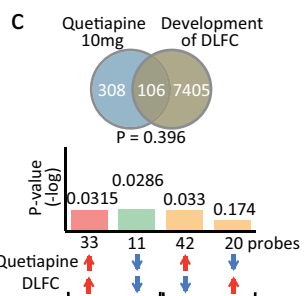 C
Quetiapine Development
10mg of DLFC
308 106 7405
P = 0.396
P-value
(-log)
0.0315 0.0286 0.033 0.174
33 11 42 20 probes
Quetiapine
DLFC